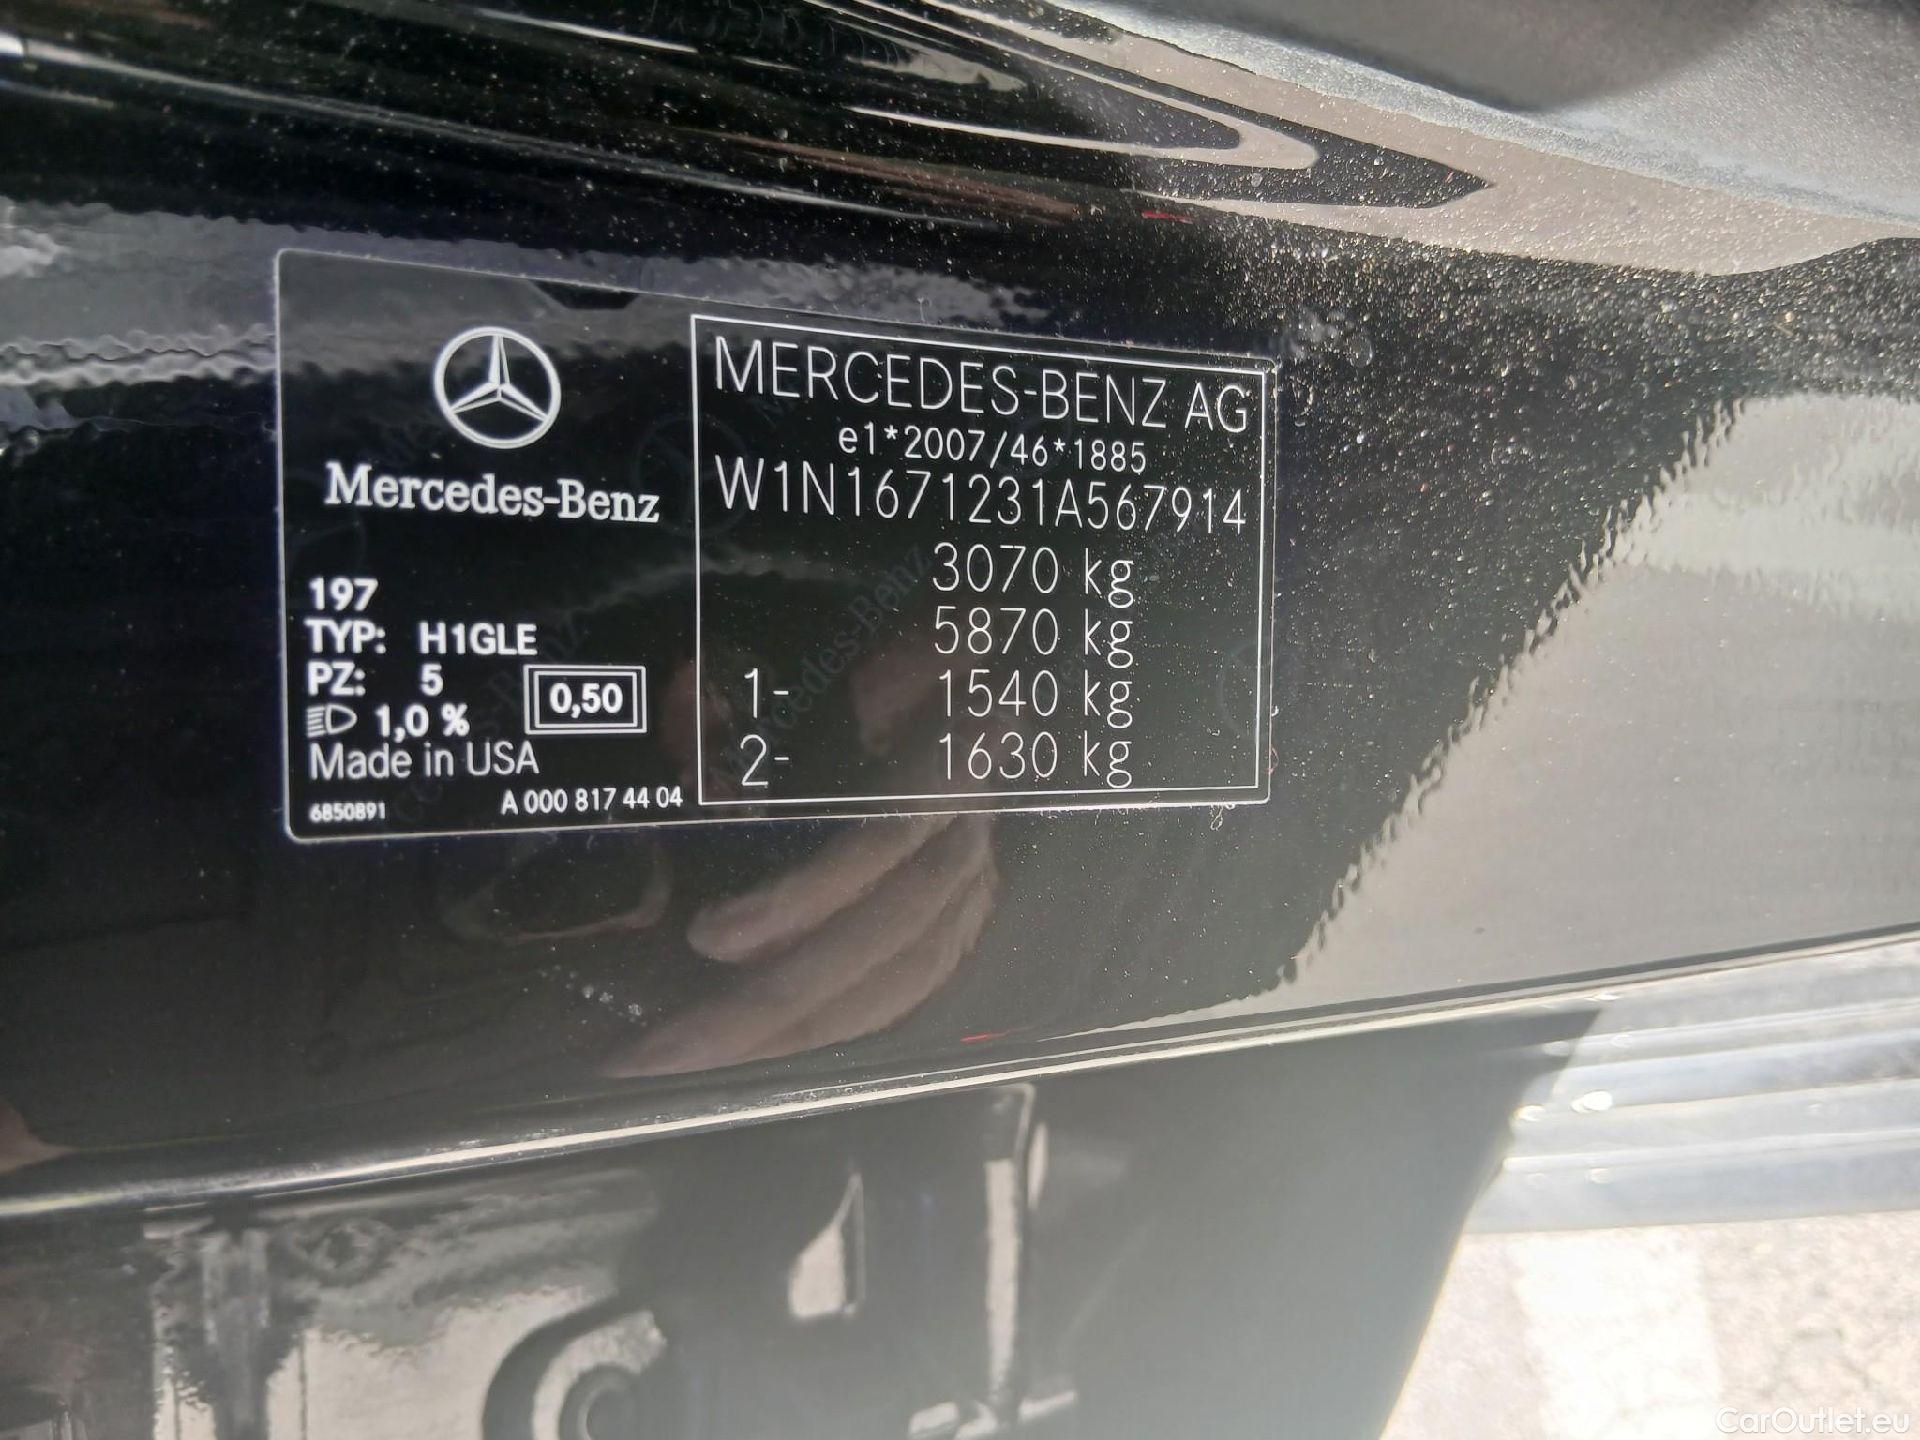 Mercedes-Benz
197
TYP: H1GLE
PZ: 5
1,0 %
0,50
Made in USA
6850891
A 000 817 44 04
MERCEDES-BENZ AG
e1*2007/46*1885
W1N1671231A567914
3070 kg
5870 kg
1- 1540 kg
2- 1630 kg
CarOutlet.eu